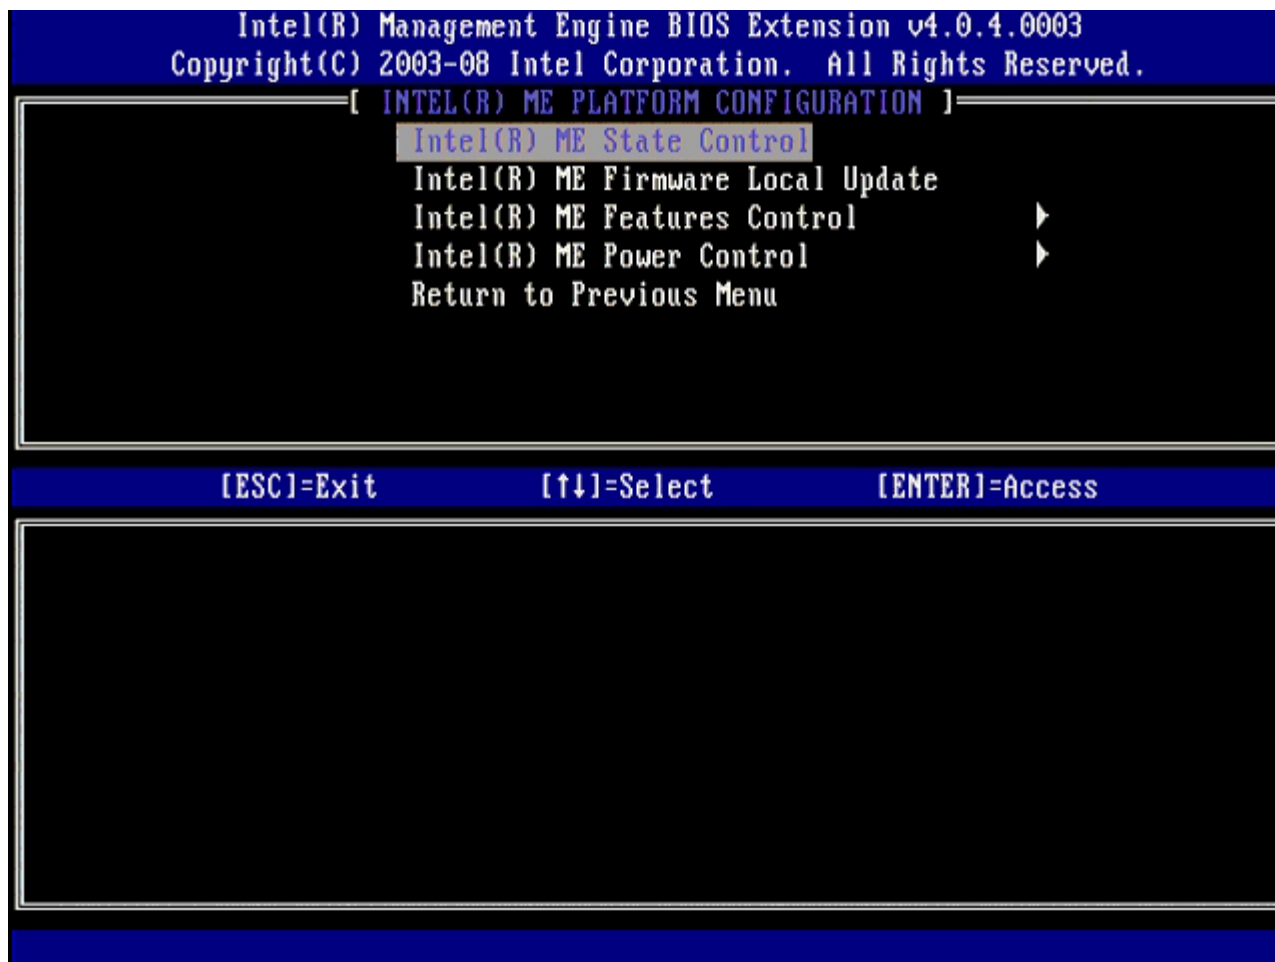 Intel(R) Management Engine BIOS Extension v4.0.4.0003
Copyright(C) 2003-08 Intel Corporation. All Rights Reserved.
[ INTEL(R) ME PLATFORM CONFIGURATION ]
Intel(R) ME State Control
Intel(R) ME Firmware Local Update
Intel(R) ME Features Control ▶
Intel(R) ME Power Control ▶
Return to Previous Menu
[ESC]=Exit [↑↓]=Select [ENTER]=Access